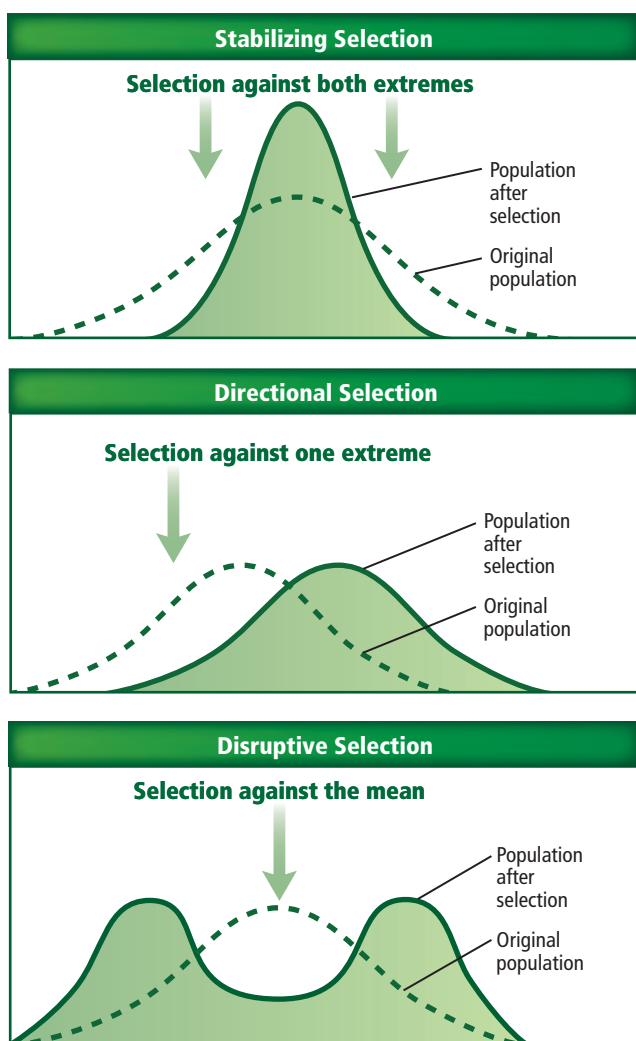 Stabilizing Selection
Selection against both extremes
Population
after
selection
Original
population
Directional Selection
Selection against one extreme
Population
after
selection
Original
population
Disruptive Selection
Selection against the mean
Population
after
selection
Original
population